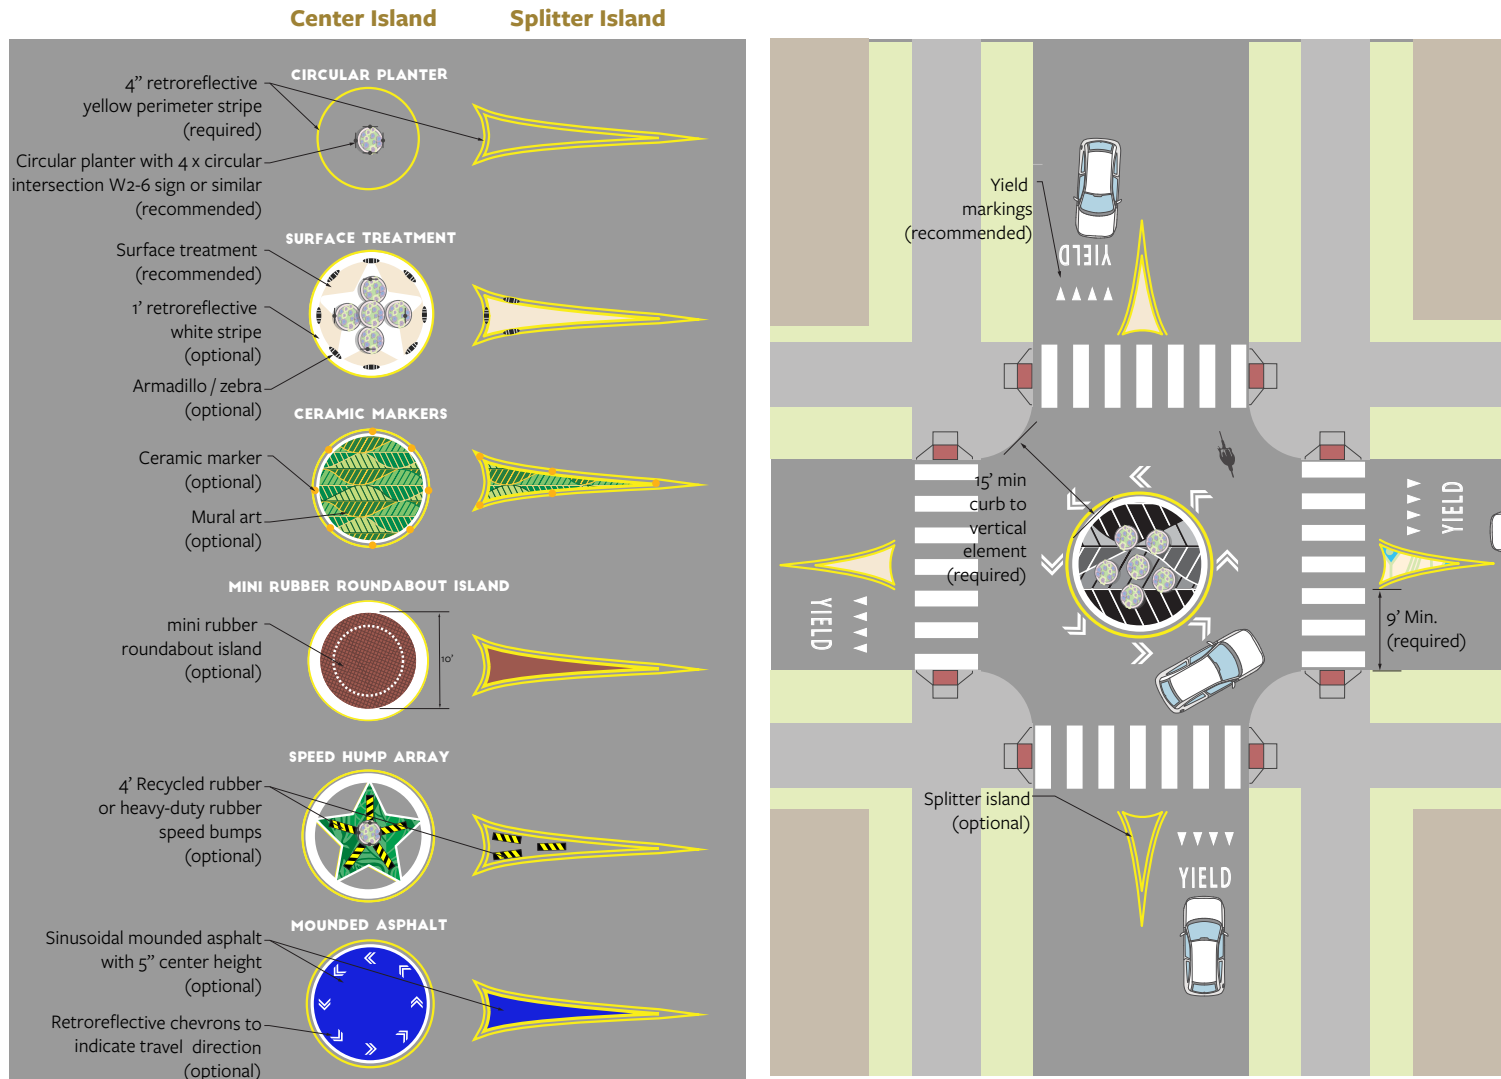 Center Island
Splitter Island
CIRCULAR PLANTER
4” retroreflective
yellow perimeter stripe
(required)
Circular planter with 4 x circular
intersection W2-6 sign or similar
(recommended)
SURFACE TREATMENT
Surface treatment
(recommended)
1’ retroreflective
white stripe
(optional)
Armadillo / zebra
(optional)
CERAMIC MARKERS
Ceramic marker
(optional)
Mural art
(optional)
MINI RUBBER ROUNDABOUT ISLAND
mini rubber
roundabout island
(optional)
10’
SPEED HUMP ARRAY
4’ Recycled rubber
or heavy-duty rubber
speed bumps
(optional)
MOUNDED ASPHALT
Sinusoidal mounded asphalt
with 5” center height
(optional)
Retroreflective chevrons to
indicate travel direction
(optional)
Yield
markings
(recommended)
YIELD
15’ min
curb to
vertical
element
(required)
YIELD
YIELD
9’ Min.
(required)
Splitter island
(optional)
YIELD